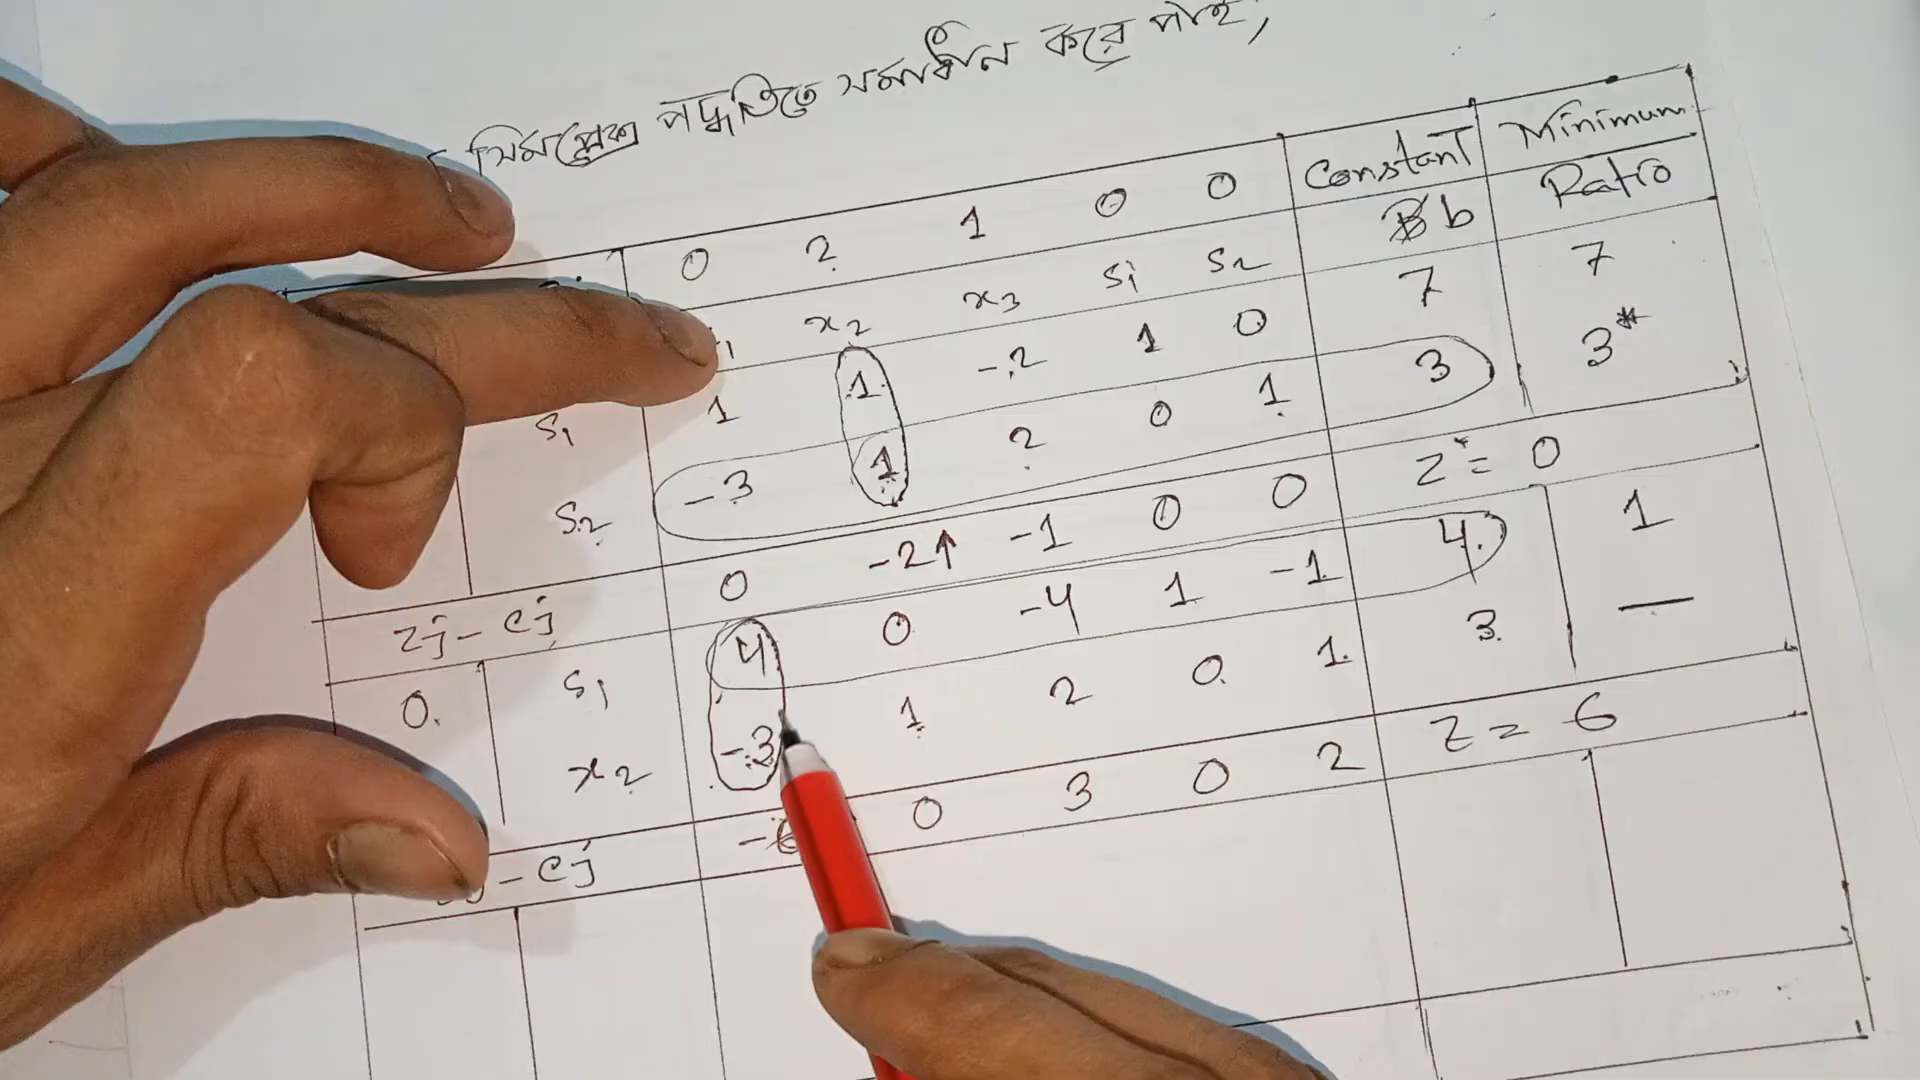 সিমপ্লেক্স পদ্ধতিতে সমাধান করে পাই,
0 2 1 0 0 Constant Minimum
x2 x3 s1 s2 b Ratio
s1 1 1 -2 1 0 7 7
s2 -3 1 2 0 1 3 3*
zj - cj 0 -2↑ -1 0 0 z = 0
0. s1 4 0 -4 1 -1 4. 1
x2 -3 1 2 0 1 3 —
- cj 0 3 0 2 z = 6